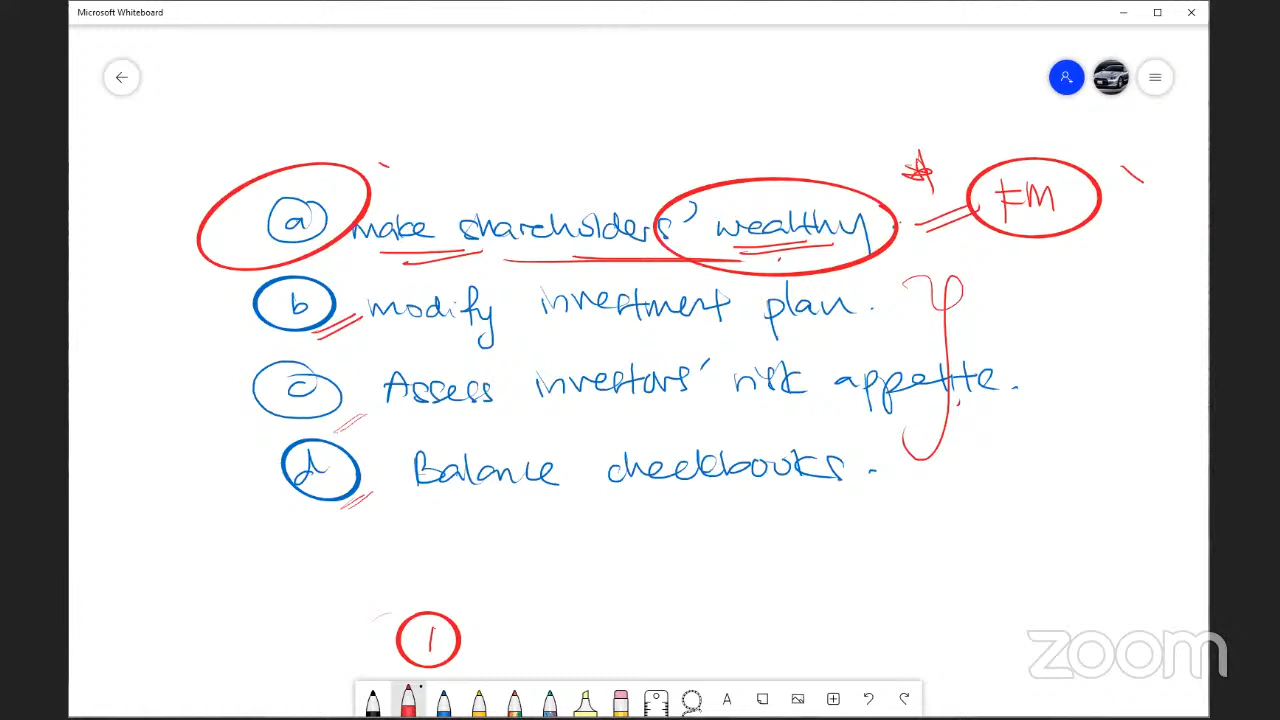 Microsoft Whiteboard
a make shareholders' wealthy. FM
b modify investment plan.
c Assess investors' risk appetite.
d Balance checkbooks.
1
A
zoom